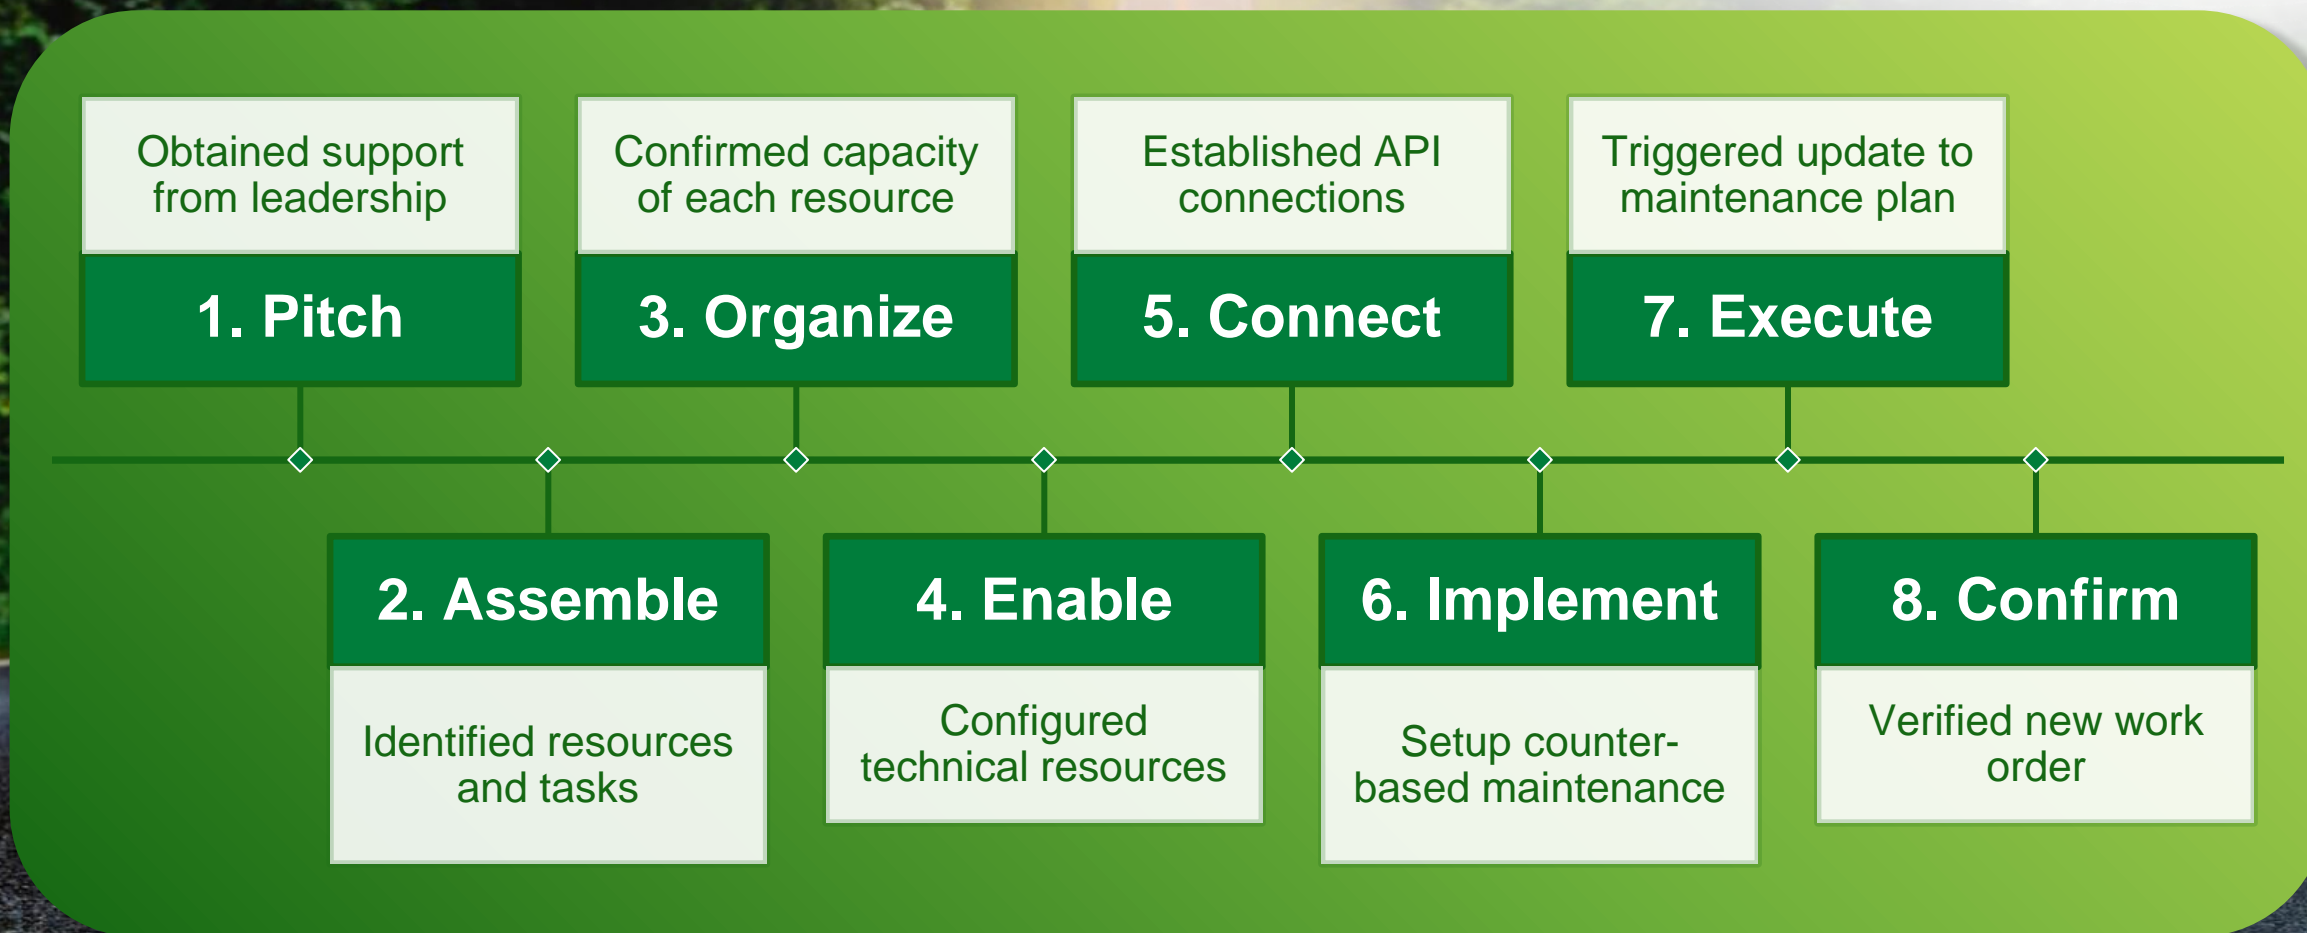 Obtained support
from leadership
1. Pitch
2. Assemble
Identified resources
and tasks
Confirmed capacity
of each resource
3. Organize
4. Enable
Configured
technical resources
Established API
connections
5. Connect
6. Implement
Setup counter-
based maintenance
Triggered update to
maintenance plan
7. Execute
8. Confirm
Verified new work
order